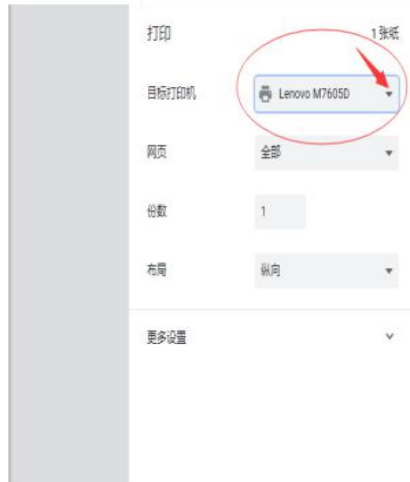 打印 1张纸
目标打印机 Lenovo M7605D
网页 全部
份数 1
布局 纵向
更多设置